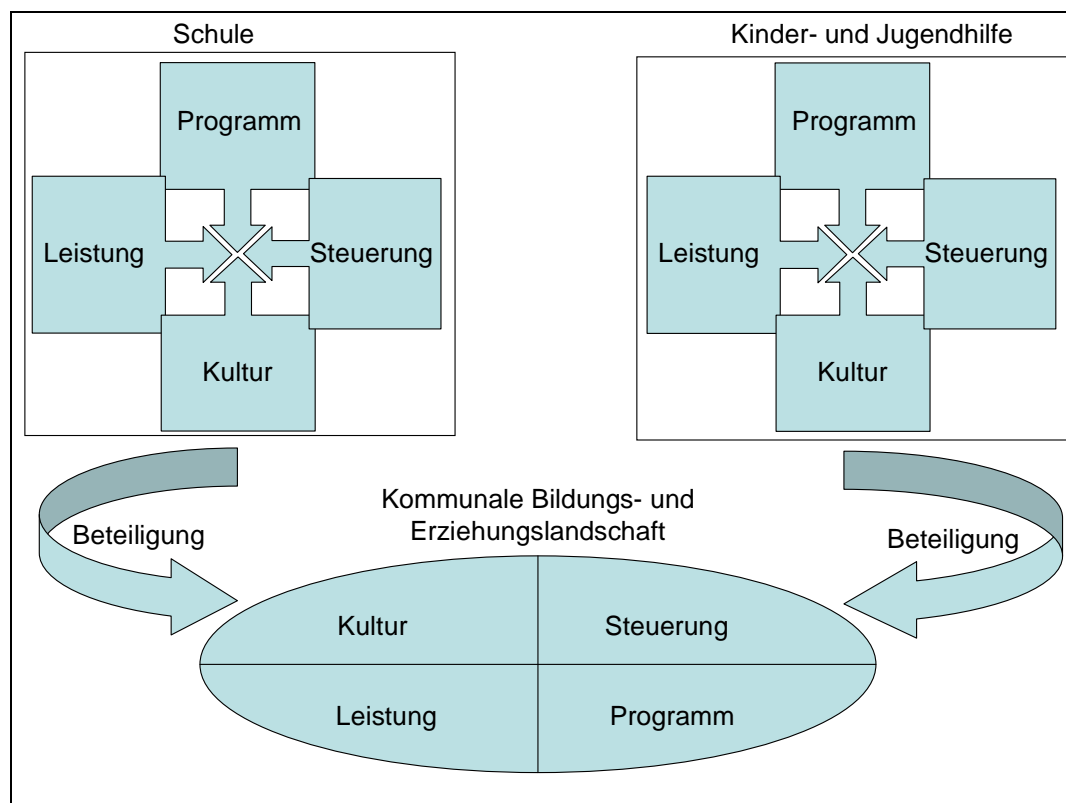 Schule
Kinder- und Jugendhilfe
Programm
Leistung
Steuerung
Kultur
Programm
Leistung
Steuerung
Kultur
Kommunale Bildungs- und
Erziehungslandschaft
Beteiligung
Beteiligung
Kultur
Steuerung
Leistung
Programm